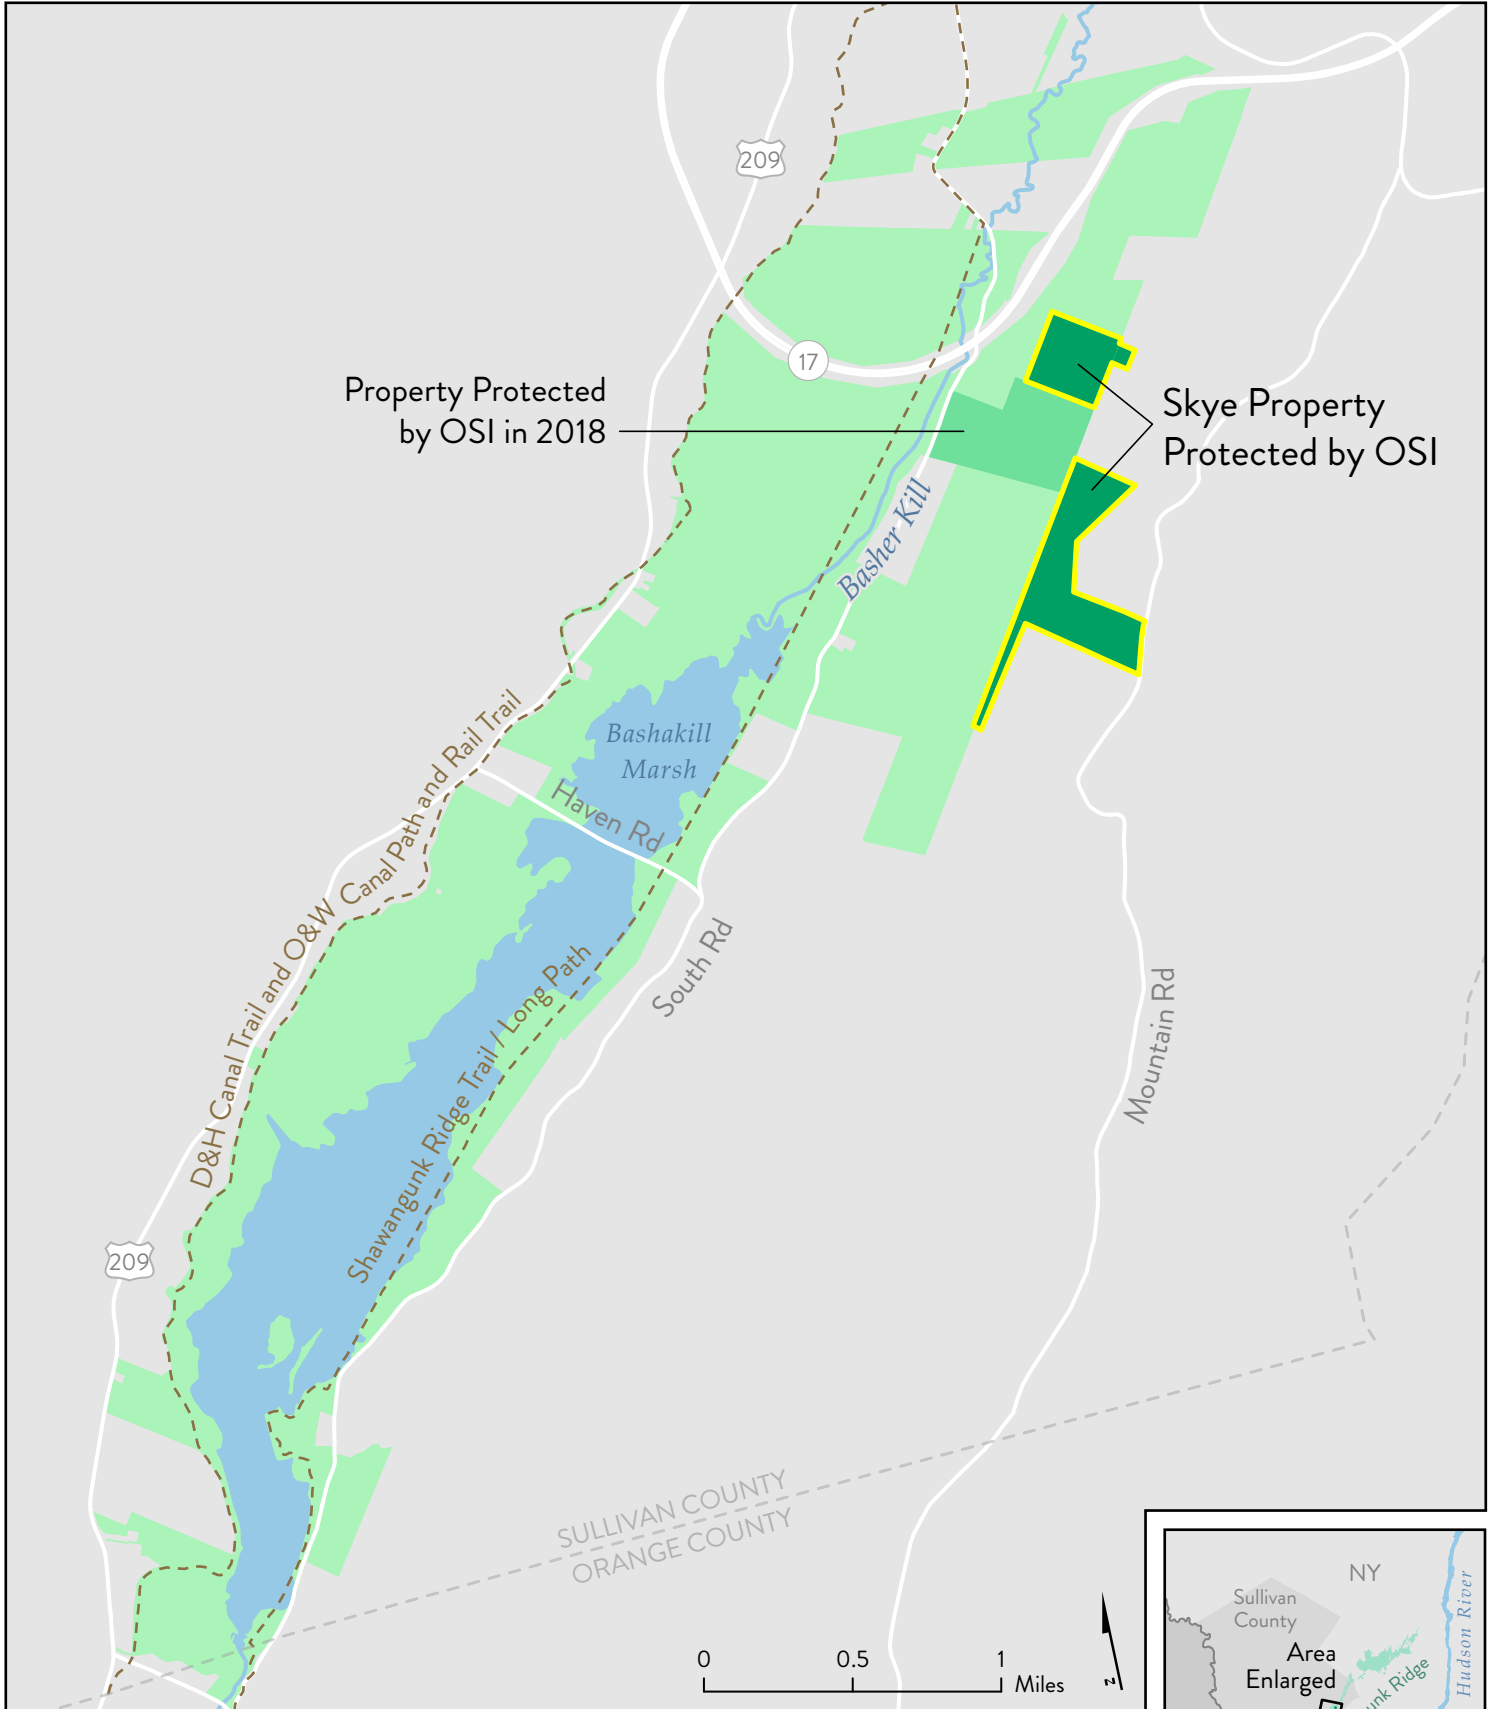 209
17
Property Protected
by OSI in 2018
Skye Property
Protected by OSI
Basher Kill
Bashakill
Marsh
Haven Rd
D&H Canal Trail and O&W Canal Path and Rail Trail
South Rd
Shawangunk Ridge Trail / Long Path
Mountain Rd
209
SULLIVAN COUNTY
ORANGE COUNTY
0 0.5 1
Miles
N
NY
Sullivan
County
Hudson River
Area
Enlarged
Ridge